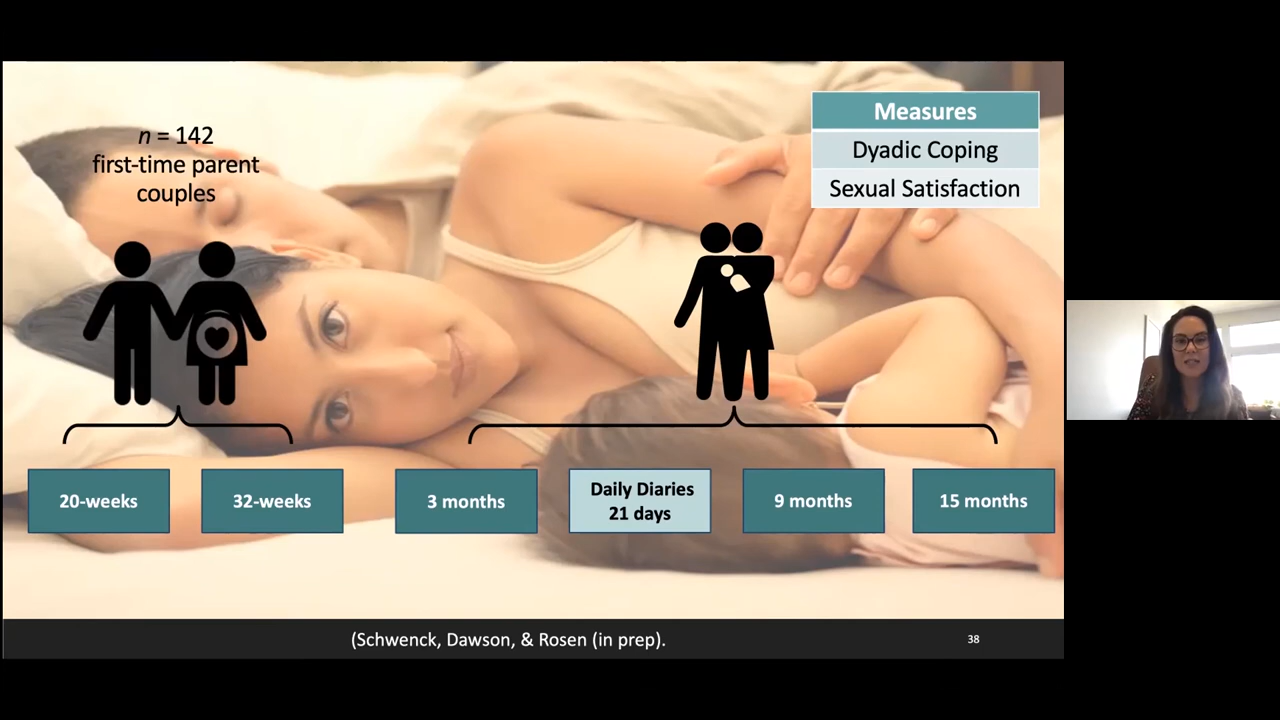 n = 142
first-time parent
couples
Measures
Dyadic Coping
Sexual Satisfaction
20-weeks
32-weeks
3 months
Daily Diaries
21 days
9 months
15 months
(Schwenck, Dawson, & Rosen (in prep).
38